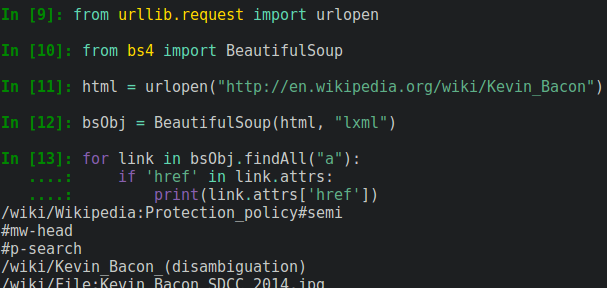 In [9]: from urllib.request import urlopen
In [10]: from bs4 import BeautifulSoup
In [11]: html = urlopen("http://en.wikipedia.org/wiki/Kevin_Bacon")
In [12]: bsObj = BeautifulSoup(html, "lxml")
In [13]: for link in bsObj.findAll("a"):
....: if 'href' in link.attrs:
....: print(link.attrs['href'])
/wiki/Wikipedia:Protection_policy#semi
#mw-head
#p-search
/wiki/Kevin_Bacon_(disambiguation)
/wiki/File:Kevin_Bacon_SDCC_2014.jpg